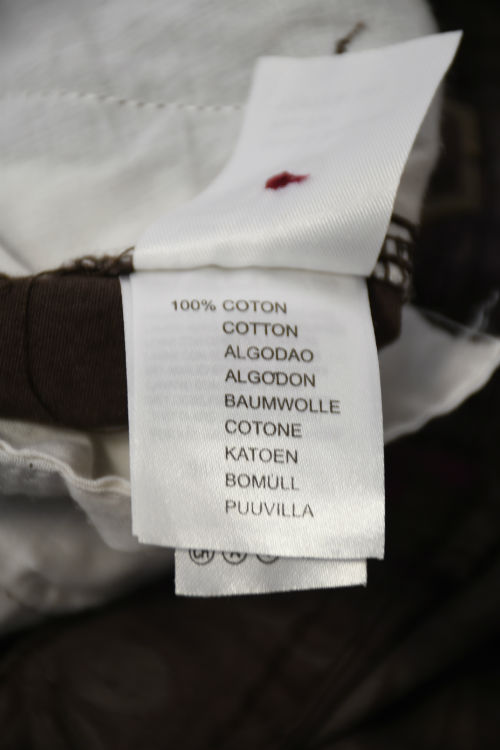 100% COTON
COTTON
ALGODAO
ALGODON
BAUMWOLLE
COTONE
KATOEN
BOMULL
PUUVILLA